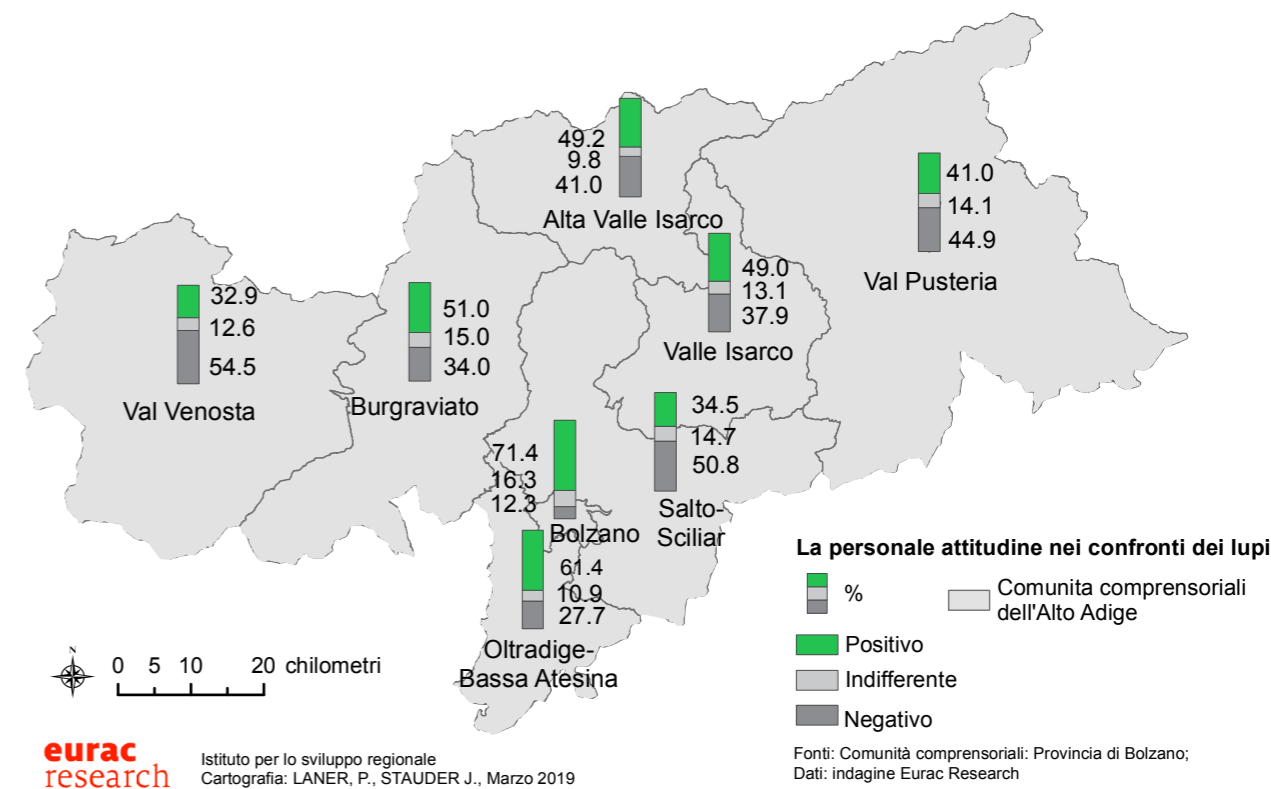 49.2
9.8
41.0
Alta Valle Isarco
41.0
14.1
44.9
Val Pusteria
49.0
13.1
37.9
Valle Isarco
32.9
12.6
54.5
Val Venosta
51.0
15.0
34.0
Burgraviato
34.5
14.7
50.8
Salto-
Sciliar
71.4
16.3
12.3
Bolzano
61.4
10.9
27.7
Oltradige-
Bassa Atesina
La personale attitudine nei confronti dei lupi
%
Comunita comprensoriali
dell'Alto Adige
Positivo
Indifferente
Negativo
N
0 5 10 20 chilometri
eurac
research
Istituto per lo sviluppo regionale
Cartografia: LANER, P., STAUDER J., Marzo 2019
Fonti: Comunità comprensoriali: Provincia di Bolzano;
Dati: indagine Eurac Research